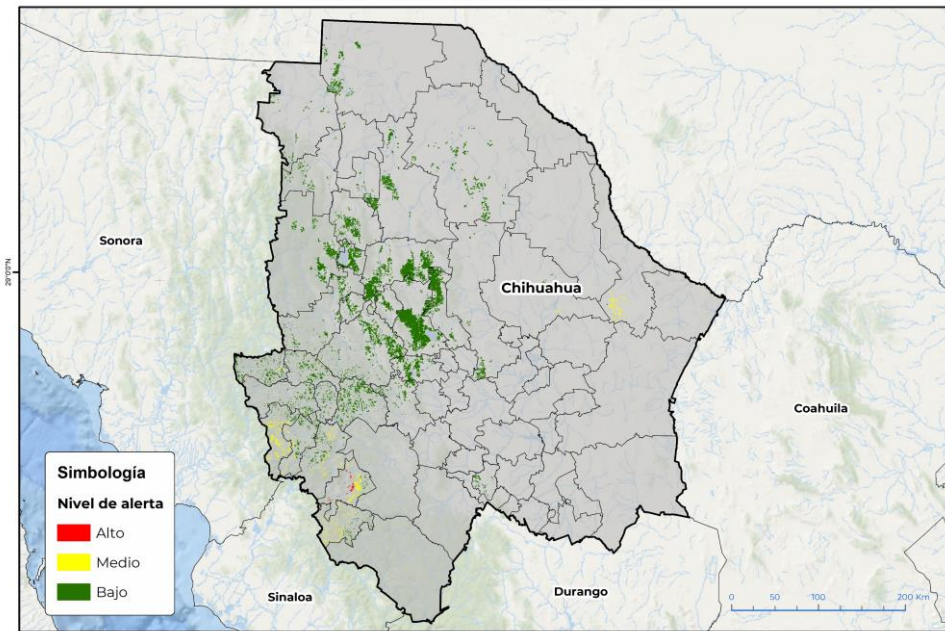 Sonora
29°0'0"N
Chihuahua
Coahuila
Simbología
Nivel de alerta
Alto
Medio
Bajo
Sinaloa
Durango
0 50 100 200 Km